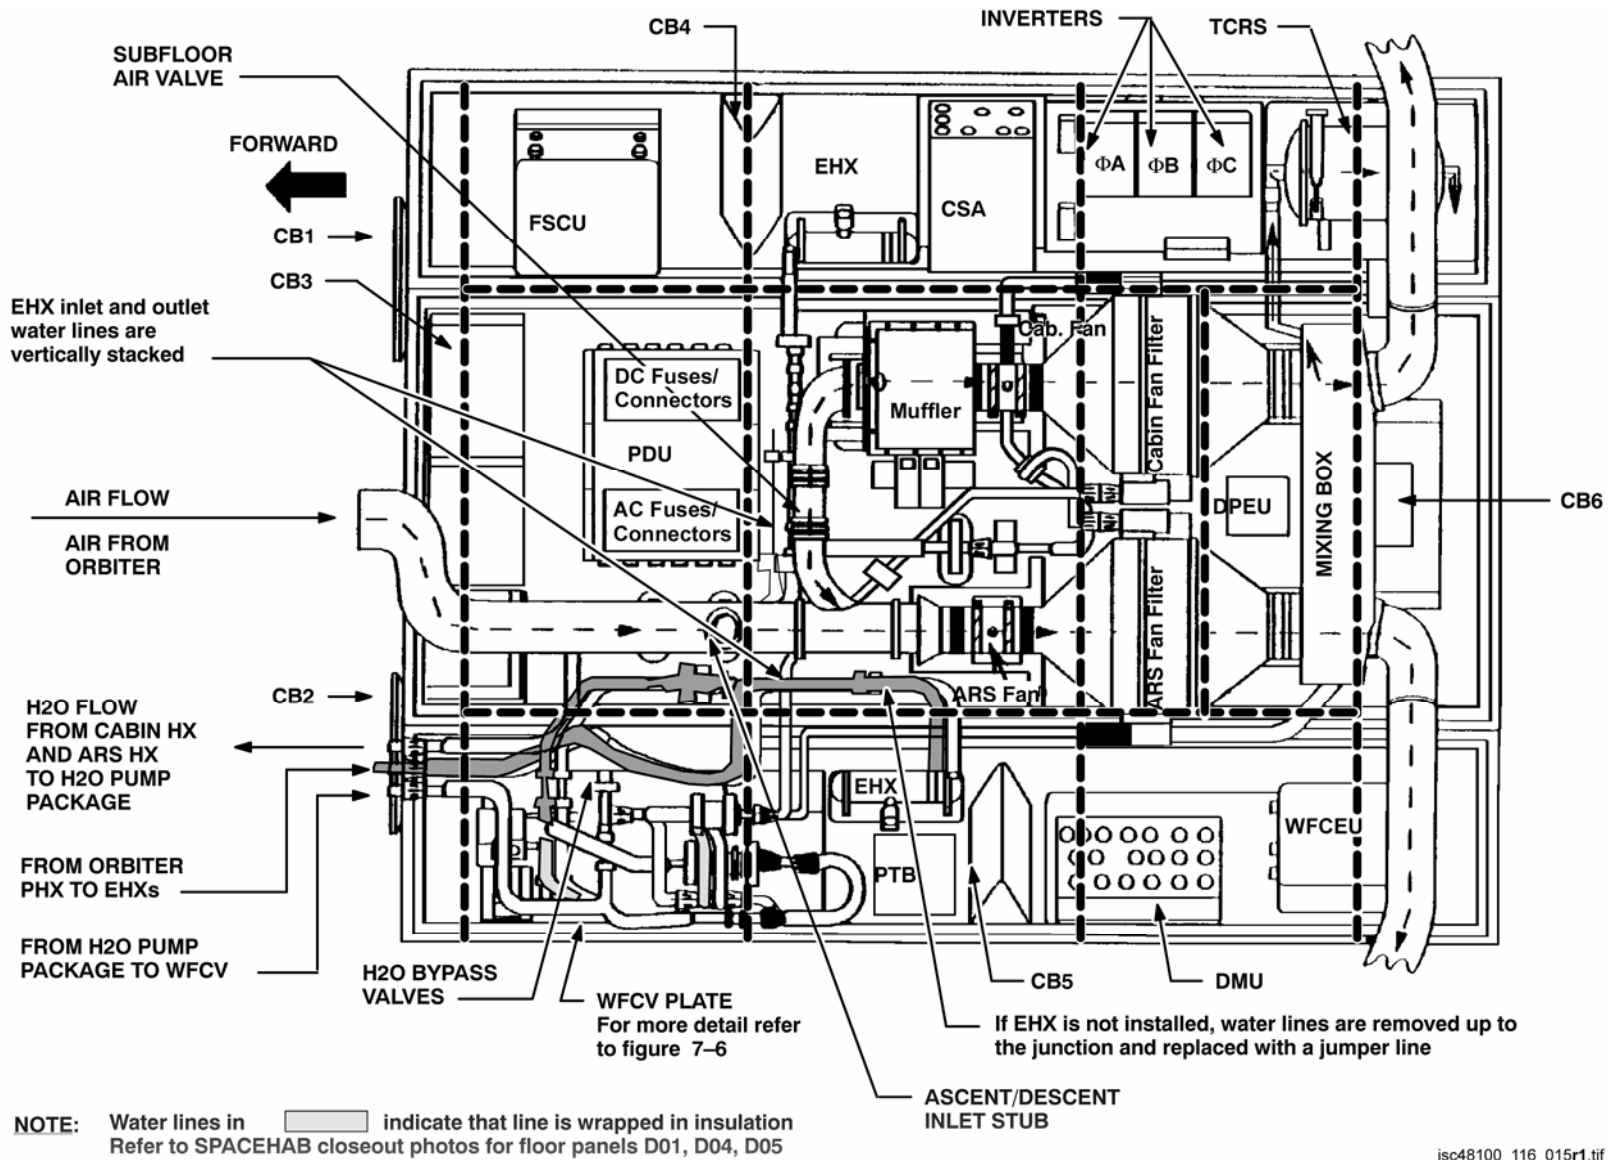 CB4
INVERTERS
TCRS
SUBFLOOR
AIR VALVE
FORWARD
EHX
ΦA
ΦB
ΦC
CSA
FSCU
CB1
CB3
EHX inlet and outlet
water lines are
vertically stacked
Cab. Fan
Cabin Fan Filter
DC Fuses/
Connectors
Muffler
PDU
AC Fuses/
Connectors
DPEU
MIXING BOX
CB6
AIR FLOW
AIR FROM
ORBITER
ARS Fan Filter
ARS Fan
CB2
H2O FLOW
FROM CABIN HX
AND ARS HX
TO H2O PUMP
PACKAGE
EHX
WFCEU
PTB
FROM ORBITER
PHX TO EHXs
FROM H2O PUMP
PACKAGE TO WFCV
H2O BYPASS
VALVES
WFCV PLATE
For more detail refer
to figure 7–6
CB5
DMU
If EHX is not installed, water lines are removed up to
the junction and replaced with a jumper line
ASCENT/DESCENT
INLET STUB
NOTE: Water lines in indicate that line is wrapped in insulation
Refer to SPACEHAB closeout photos for floor panels D01, D04, D05
jsc48100_116_015r1.tif